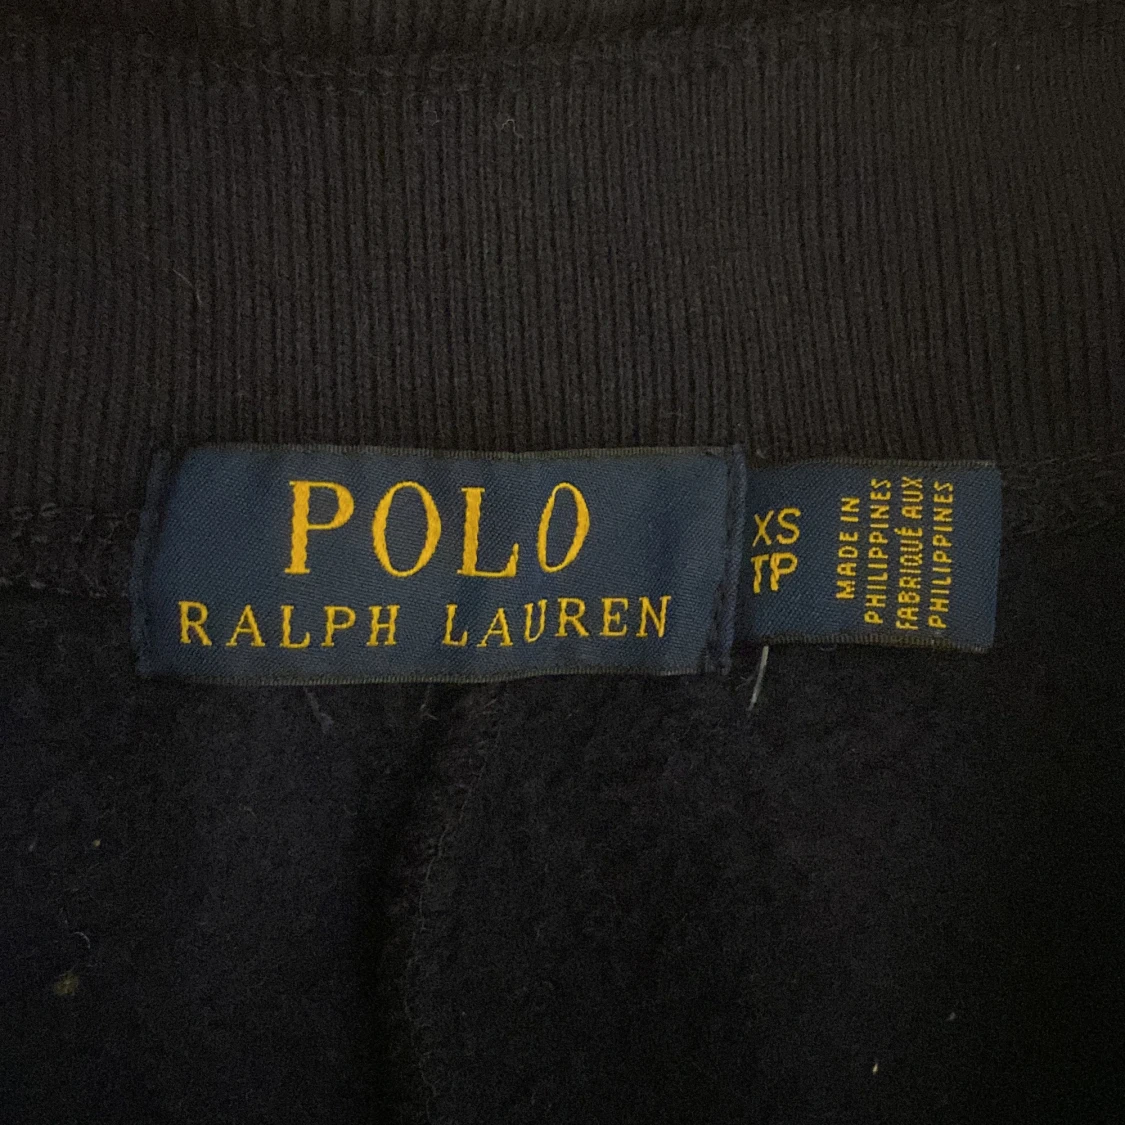 POLO
RALPH LAUREN
XS
TP
MADE IN
PHILIPPINES
FABRIQUÉ AUX
PHILIPPINES